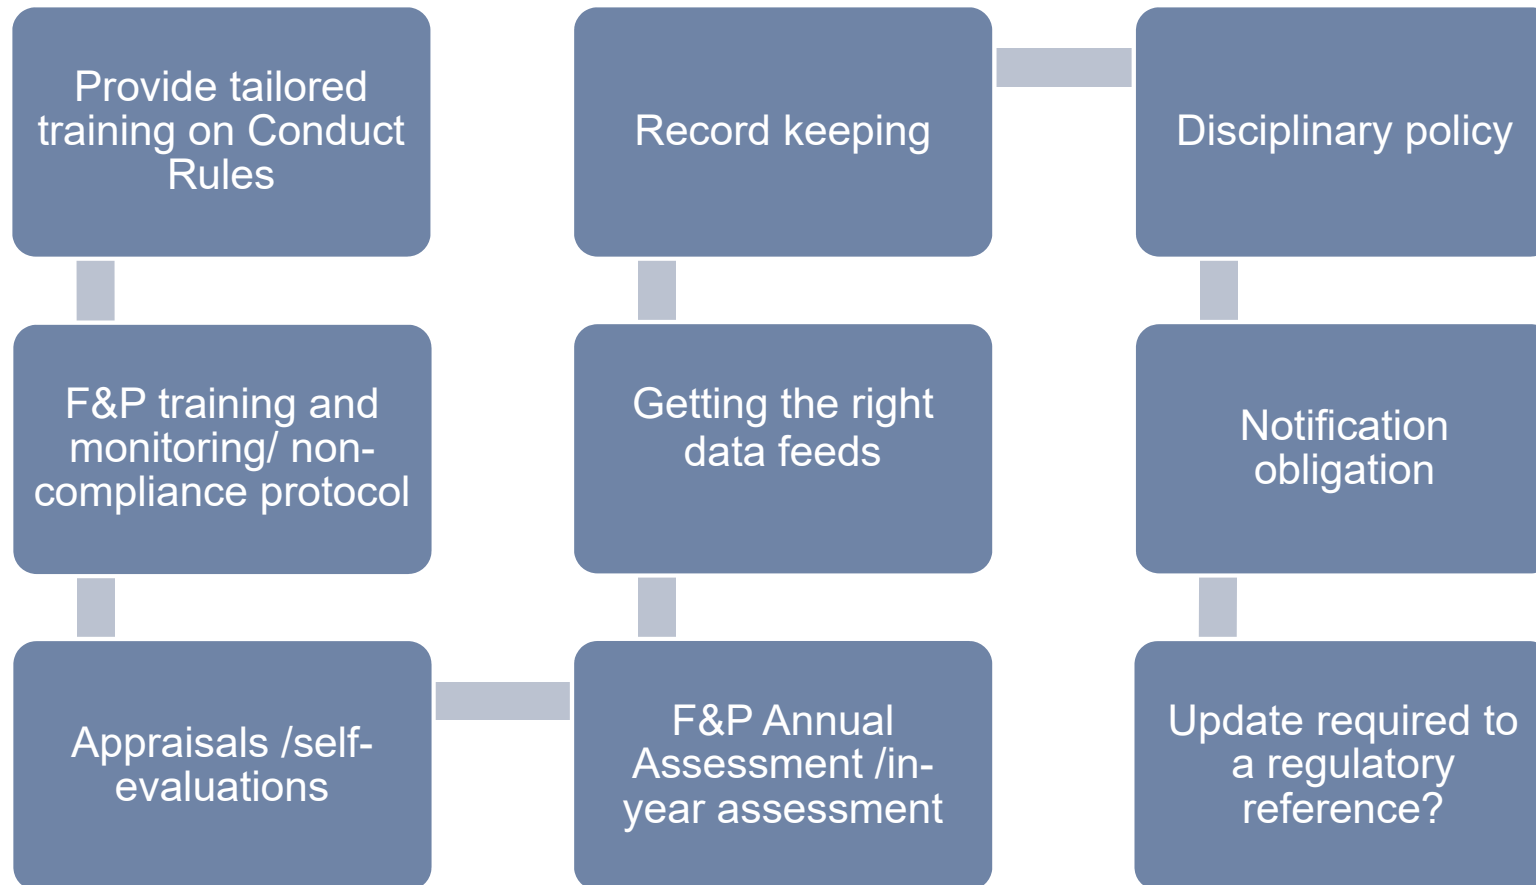 Provide tailored
training on Conduct
Rules
F&P training and
monitoring/ non-
compliance protocol
Appraisals /self-
evaluations
F&P Annual
Assessment /in-
year assessment
Getting the right
data feeds
Record keeping
Disciplinary policy
Notification
obligation
Update required to
a regulatory
reference?